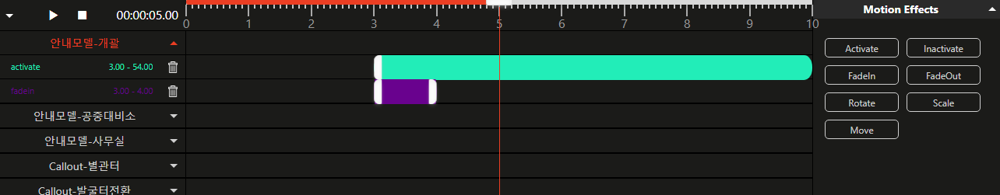 00:00:05.00
0 1 2 3 4 5 6 7 8 9 10
Motion Effects
안내모델-개괄
activate 3.00 - 54.00
fadein 3.00 - 4.00
안내모델-공중대비소
안내모델-사무실
Callout-별관터
Callout-발굴터전환
Activate Inactivate
FadeIn FadeOut
Rotate Scale
Move